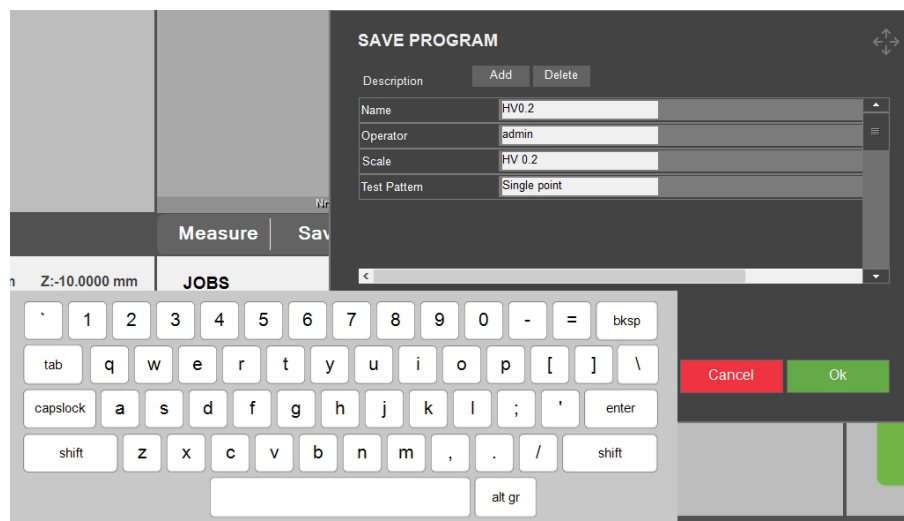 SAVE PROGRAM
Description Add Delete
Name HV0.2
Operator admin
Scale HV 0.2
Test Pattern Single point
Nr
Measure Sav
Z:-10.0000 mm JOBS
` 1 2 3 4 5 6 7 8 9 0 - = bksp
tab q w e r t y u i o p [ ] \
capslock a s d f g h j k l ; ' enter
shift z x c v b n m , . / shift
alt gr
Cancel Ok